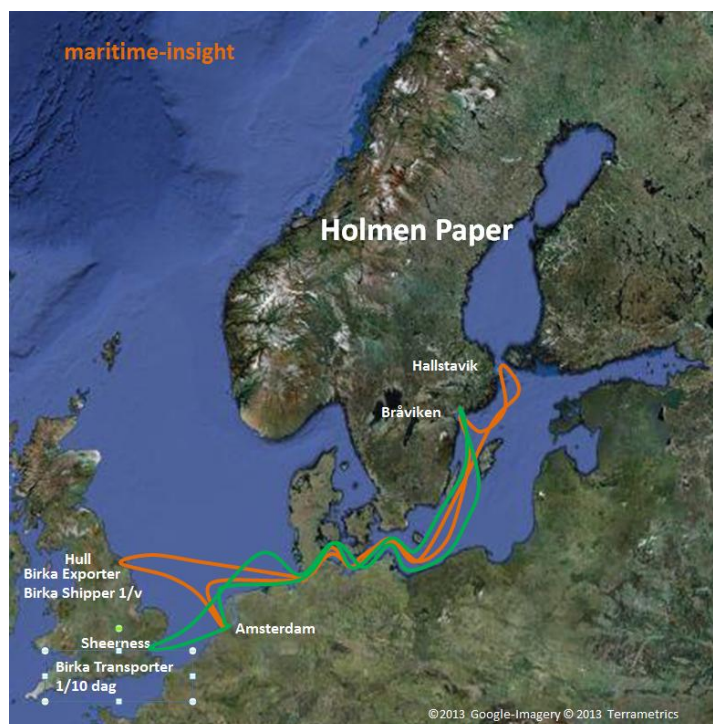 maritime-insight
Holmen Paper
Hallstavik
Bråviken
Hull
Birka Exporter
Birka Shipper 1/v
Amsterdam
Sheerness
Birka Transporter
1/10 dag
©2013 Google-Imagery © 2013 Terrametrics